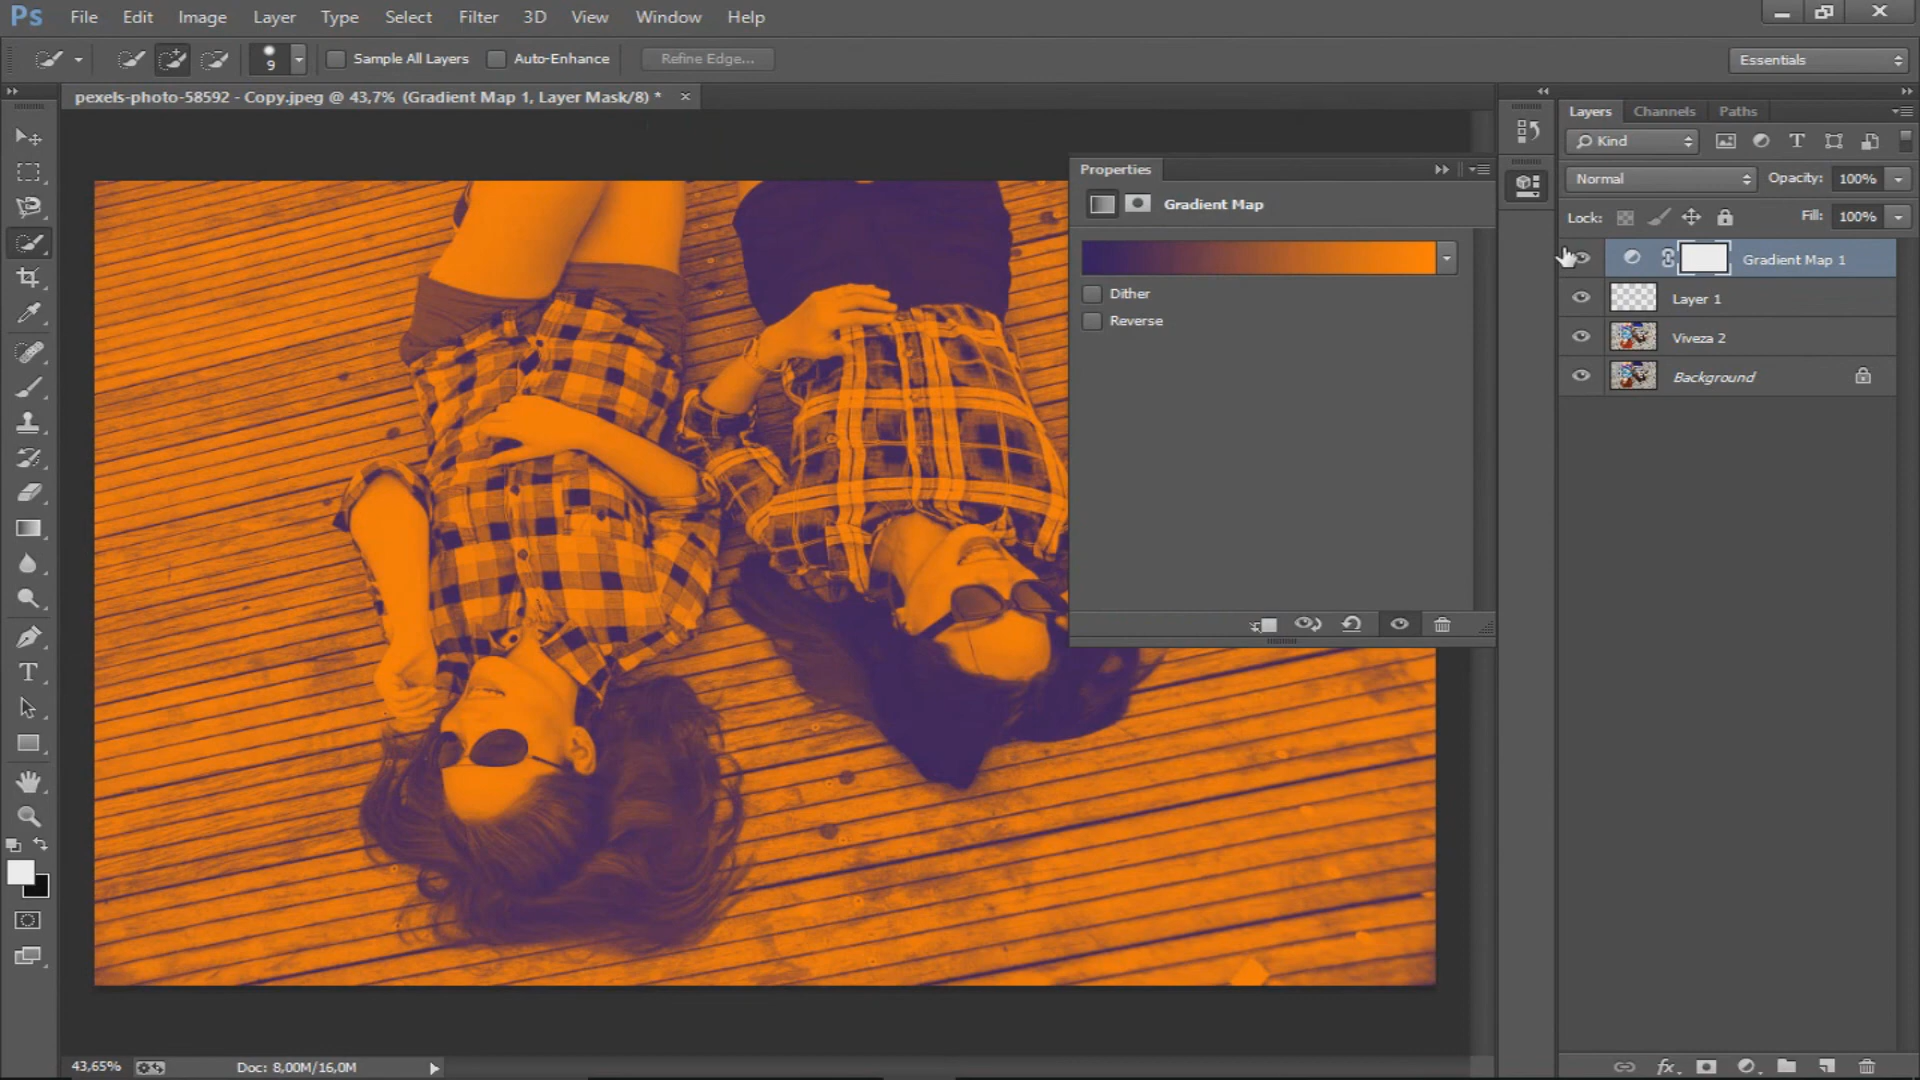 Ps File Edit Image Layer Type Select Filter 3D View Window Help
9 Sample All Layers Auto-Enhance Refine Edge... Essentials
pexels-photo-58592 - Copy.jpeg @ 43,7% (Gradient Map 1, Layer Mask/8) * ×
Layers Channels Paths
Kind
Normal Opacity: 100%
Lock: Fill: 100%
Gradient Map 1
Layer 1
Viveza 2
Background
Properties
Gradient Map
Dither
Reverse
43,65% Doc: 8,00M/16,0M